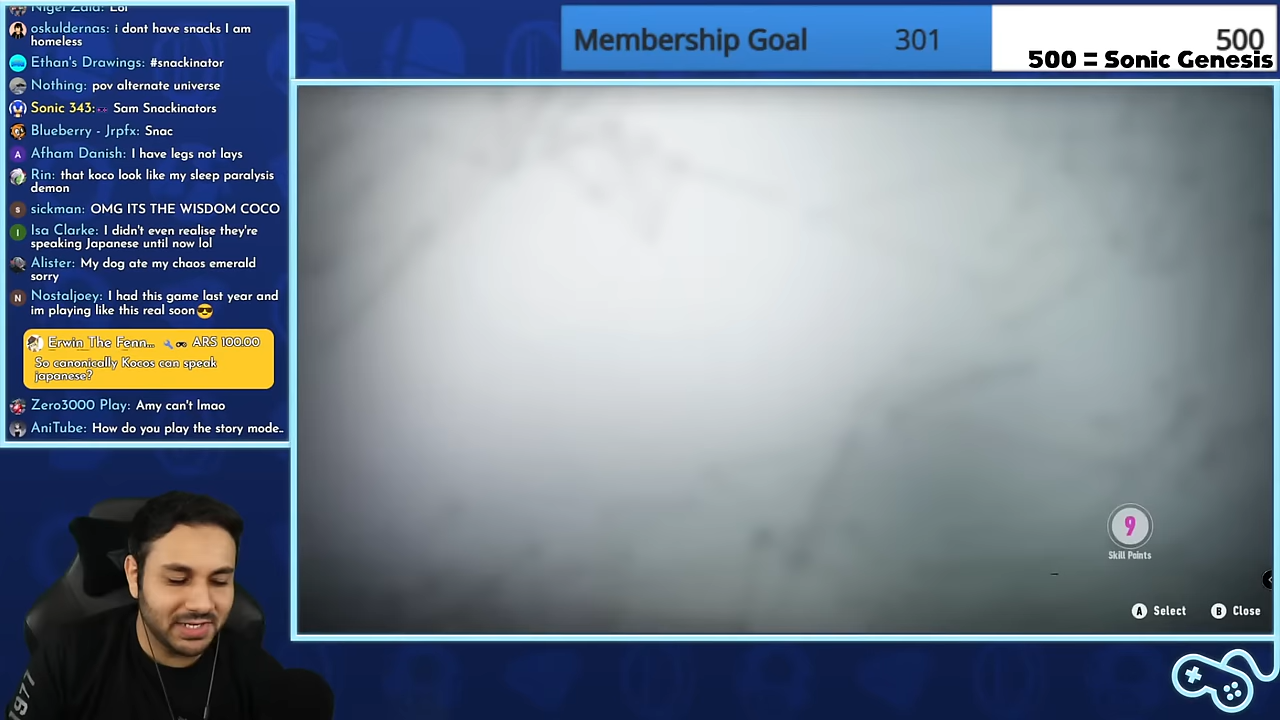 Nigel Zaid: Lol
oskuldernas: i dont have snacks I am
homeless
Ethan's Drawings: #snackinator
Nothing: pov alternate universe
Sonic 343: Sam Snackinators
Blueberry - Jrpfx: Snac
A Afham Danish: I have legs not lays
Rin: that koco look like my sleep paralysis
demon
s sickman: OMG ITS THE WISDOM COCO
I Isa Clarke: I didn't even realise they're
speaking Japanese until now lol
Alister: My dog ate my chaos emerald
sorry
N Nostaljoey: I had this game last year and
im playing like this real soon😎
Erwin The Fenn... ARS 100.00
So canonically Kocos can speak
japanese?
Zero3000 Play: Amy can't lmao
AniTube: How do you play the story mode..
Membership Goal 301 500
500 = Sonic Genesis
9
Skill Points
A Select B Close
1977